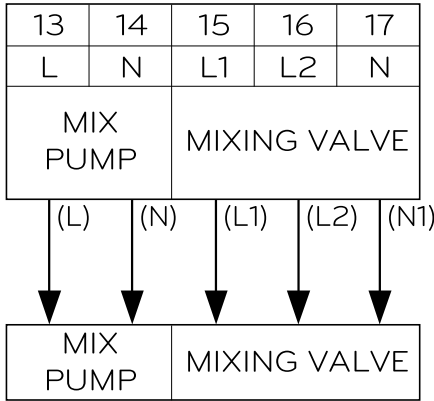 13 14 15 16 17
L N L1 L2 N
MIX
PUMP
MIXING VALVE
(L) (N) (L1) (L2) (N1)
MIX
PUMP
MIXING VALVE